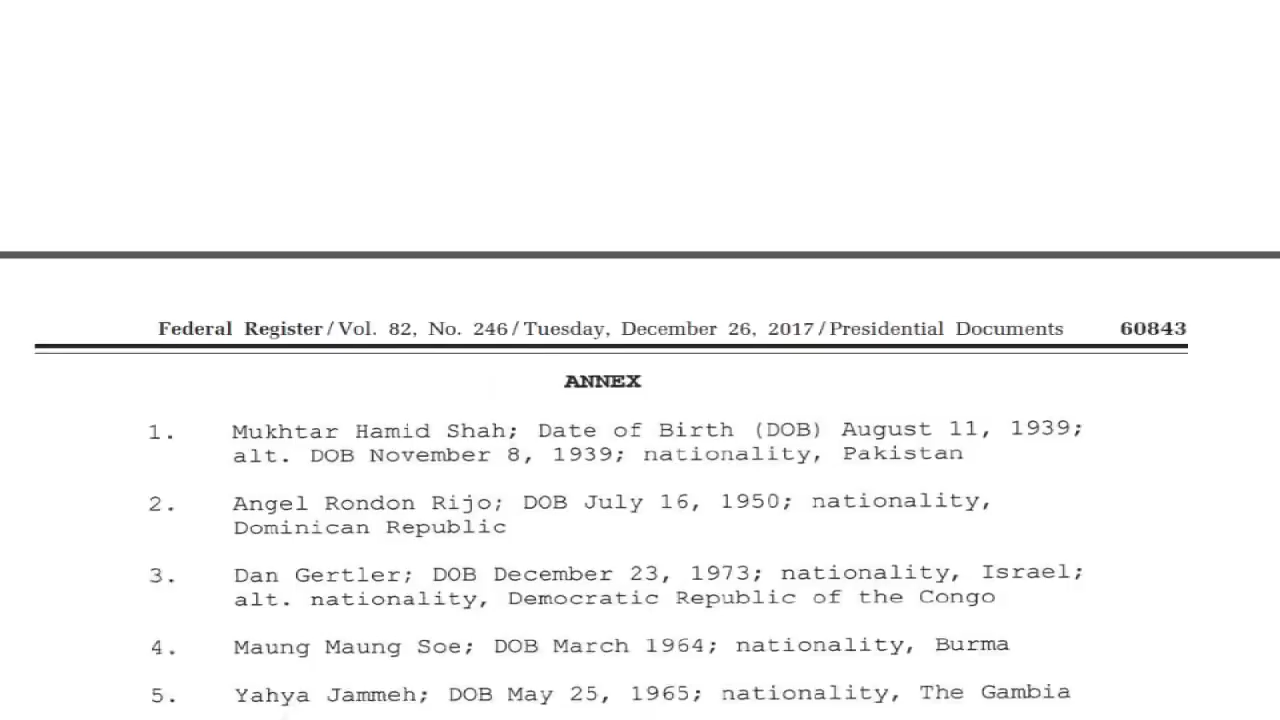 Federal Register / Vol. 82, No. 246 / Tuesday, December 26, 2017 / Presidential Documents 60843
ANNEX
1. Mukhtar Hamid Shah; Date of Birth (DOB) August 11, 1939;
alt. DOB November 8, 1939; nationality, Pakistan
2. Angel Rondon Rijo; DOB July 16, 1950; nationality,
Dominican Republic
3. Dan Gertler; DOB December 23, 1973; nationality, Israel;
alt. nationality, Democratic Republic of the Congo
4. Maung Maung Soe; DOB March 1964; nationality, Burma
5. Yahya Jammeh; DOB May 25, 1965; nationality, The Gambia